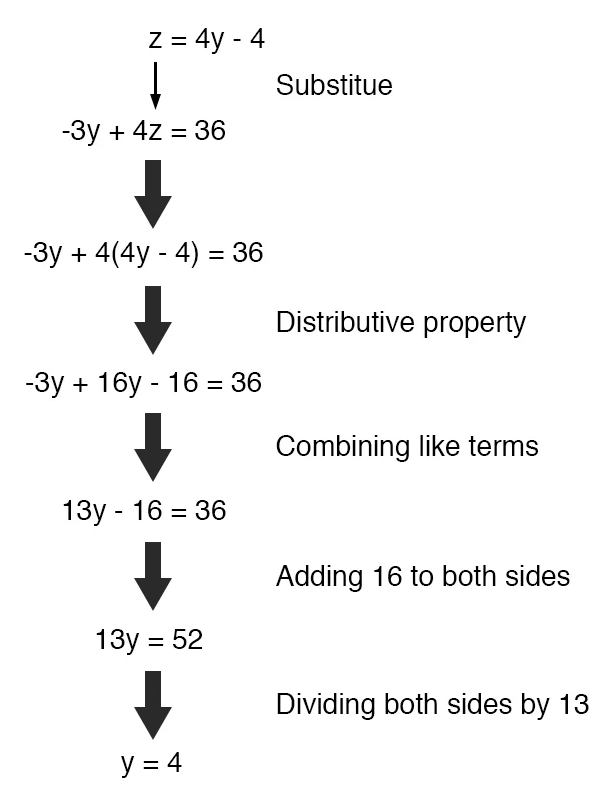 z = 4y - 4
Substitue
-3y + 4z = 36
-3y + 4(4y - 4) = 36
Distributive property
-3y + 16y - 16 = 36
Combining like terms
13y - 16 = 36
Adding 16 to both sides
13y = 52
Dividing both sides by 13
y = 4